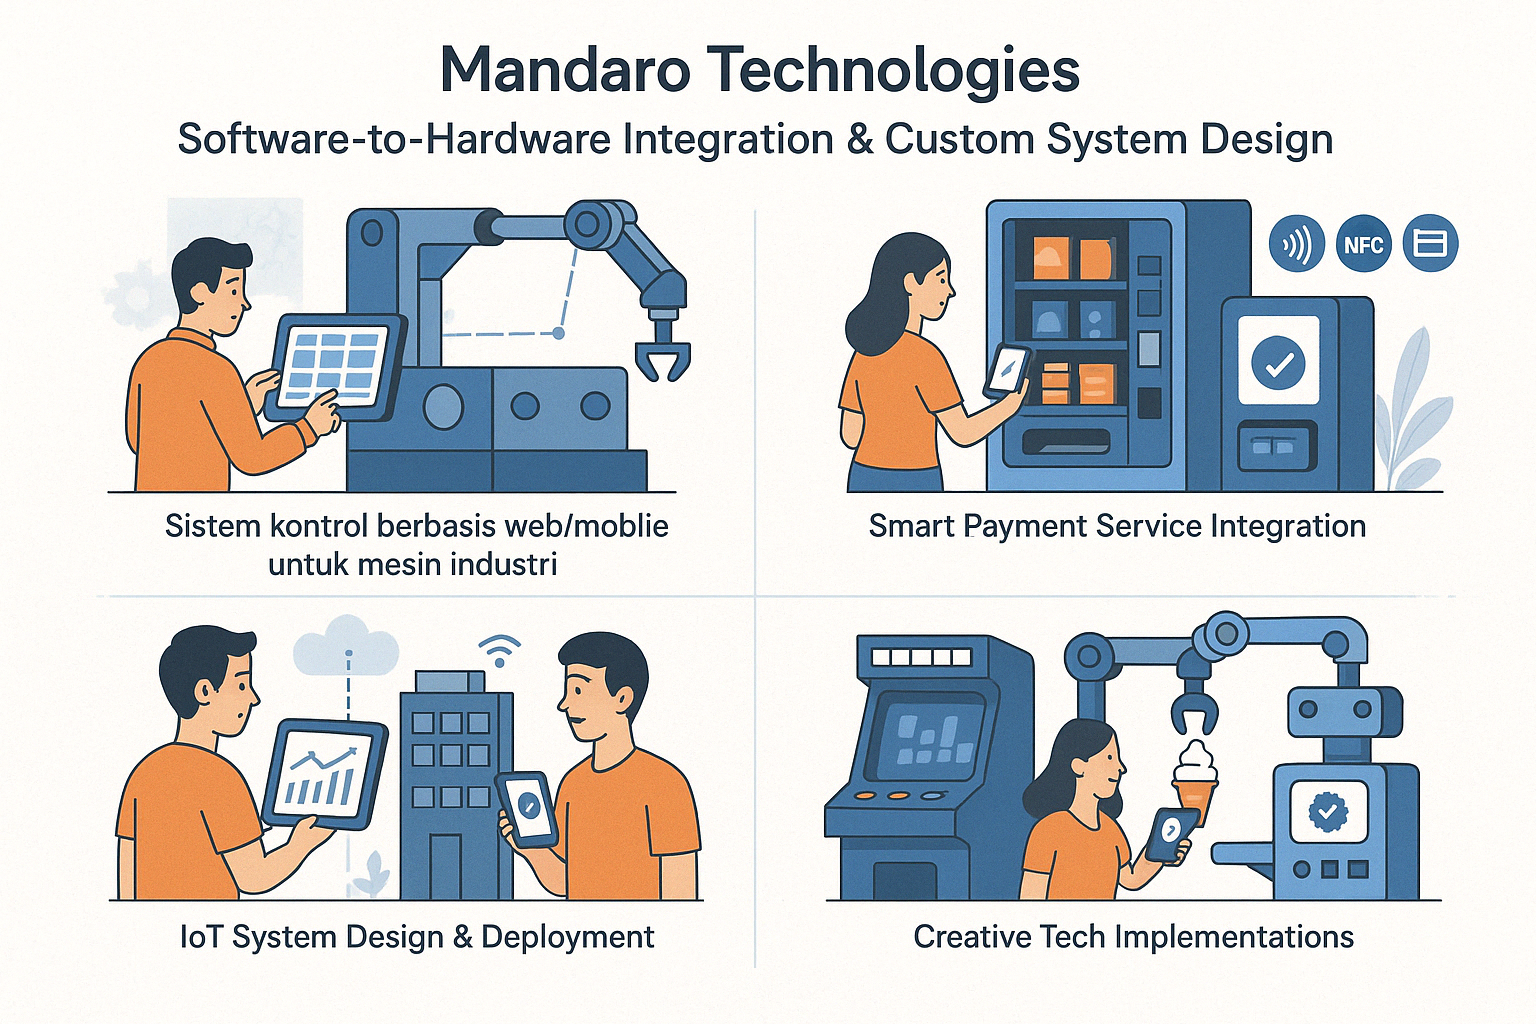 Mandaro Technologies
Software-to-Hardware Integration & Custom System Design
NFC
Sistem kontrol berbasis web/moblie
untuk mesin industri
Smart Payment Service Integration
IoT System Design & Deployment
Creative Tech Implementations